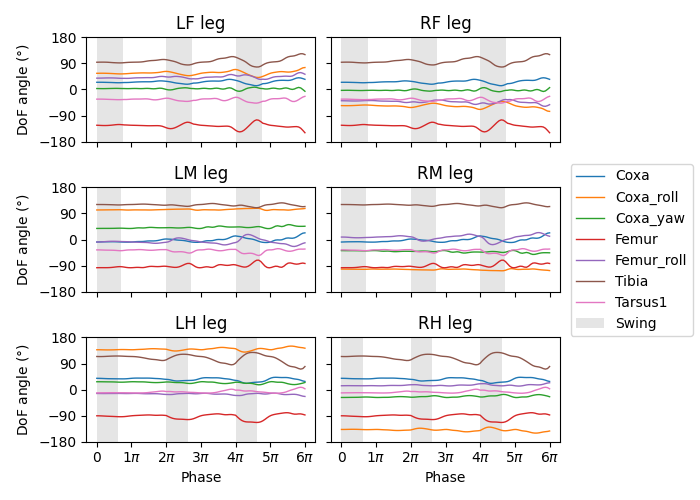 LF leg
RF leg
DoF angle (°)
180
90
0
−90
−180
LM leg
RM leg
DoF angle (°)
180
90
0
−90
−180
Coxa
Coxa_roll
Coxa_yaw
Femur
Femur_roll
Tibia
Tarsus1
Swing
LH leg
RH leg
DoF angle (°)
180
90
0
−90
−180
0 1π 2π 3π 4π 5π 6π
0 1π 2π 3π 4π 5π 6π
Phase
Phase